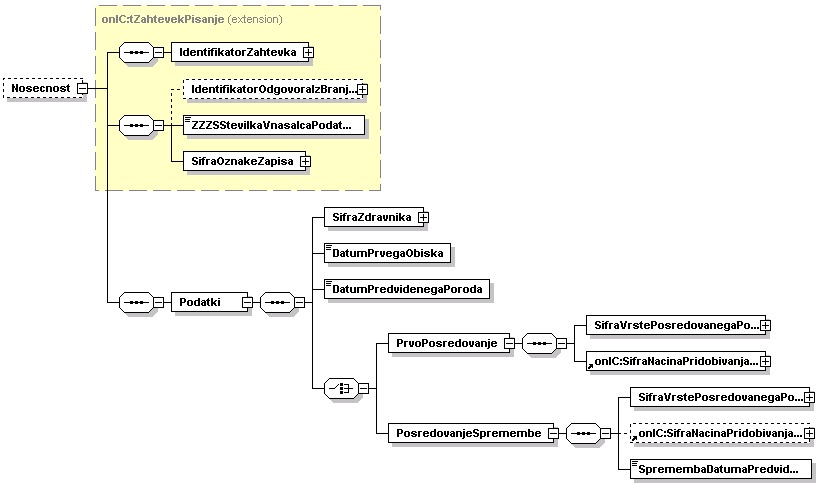 onIC:tZahtevekPisanje (extension)
IdentifikatorZahtevka
Nosecnost
IdentifikatorOdgovoraIzBranj...
ZZZSStevilkaVnasalcaPodat...
SifraOznakeZapisa
SifraZdravnika
DatumPrvegaObiska
DatumPredvidenegaPoroda
Podatki
SifraVrstePosredovanegaPo...
PrvoPosredovanje
onIC:SifraNacinaPridobivanja...
SifraVrstePosredovanegaPo...
PosredovanjeSpremembe
onIC:SifraNacinaPridobivanja...
SpremembaDatumaPredvid...